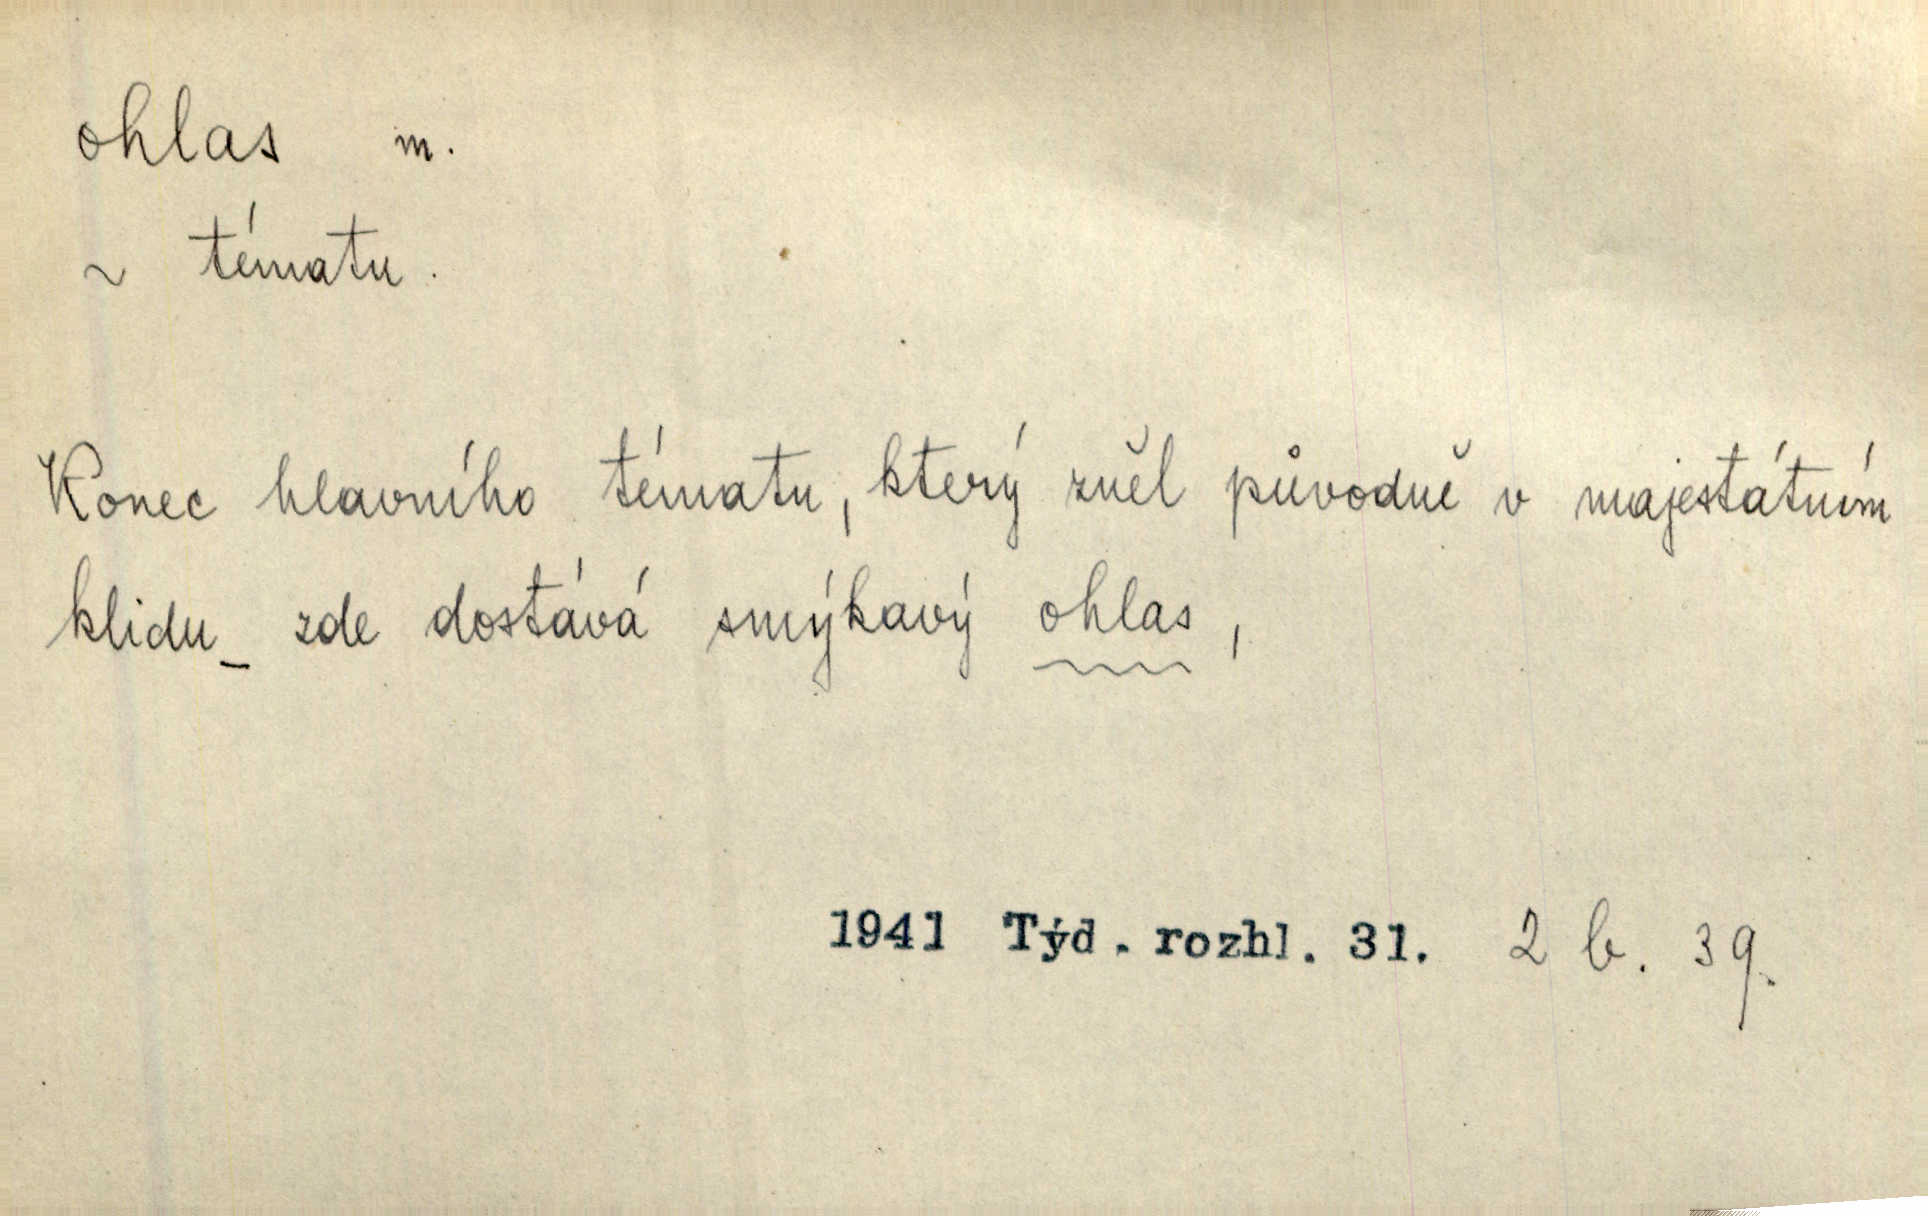 ohlas m.
~ tématu.
Konec hlavního tématu, který zněl původně v majestátním
klidu_ zde dostává smýkavý ohlas,
1941 Týd. rozhl. 31. 2 b. 39.